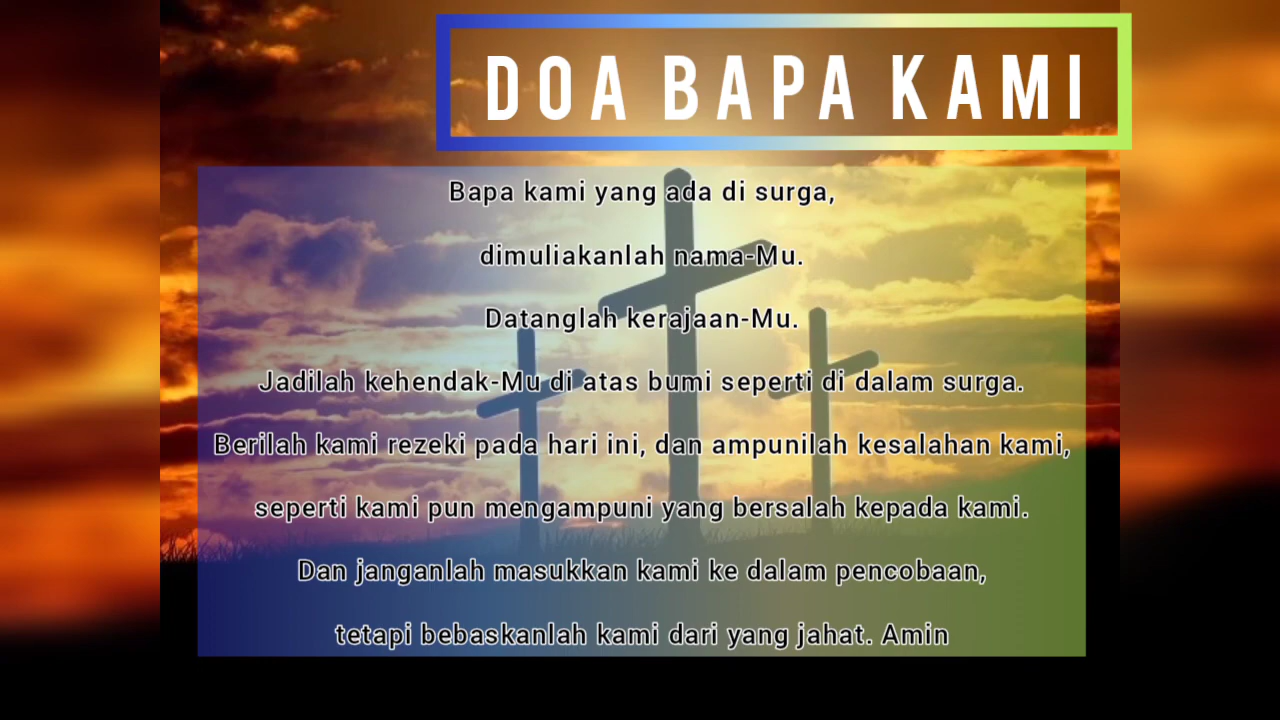 DOA BAPA KAMI
Bapa kami yang ada di surga,
dimuliakanlah nama-Mu.
Datanglah kerajaan-Mu.
Jadilah kehendak-Mu di atas bumi seperti di dalam surga.
Berilah kami rezeki pada hari ini, dan ampunilah kesalahan kami,
seperti kami pun mengampuni yang bersalah kepada kami.
Dan janganlah masukkan kami ke dalam pencobaan,
tetapi bebaskanlah kami dari yang jahat. Amin